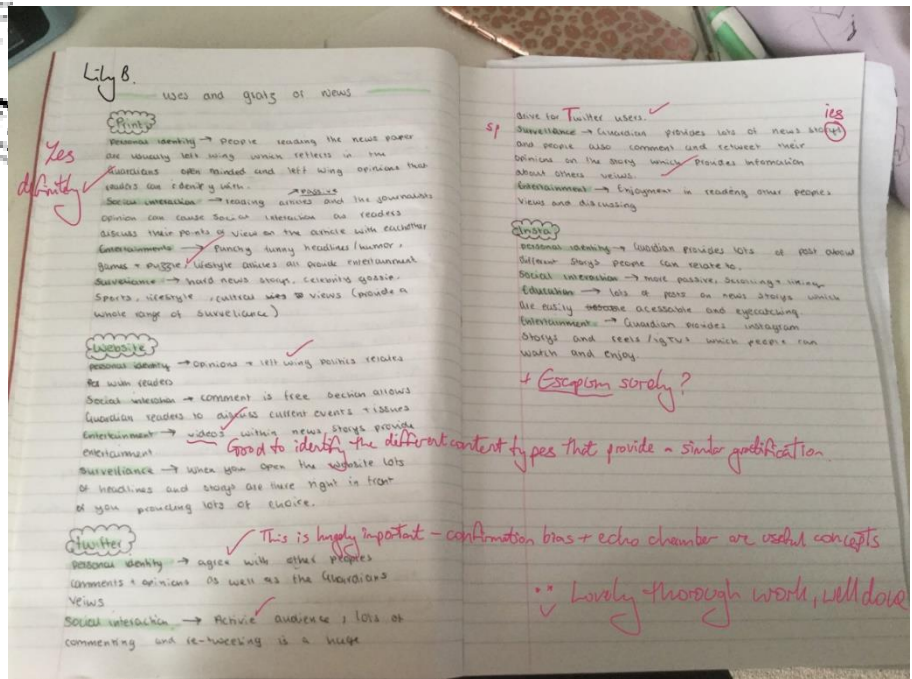 Lily B.
uses and gratz of news
Print
Personal identity → People reading the news paper
are usually left wing which reflects in the
Guardians open minded and left wing opinions that
readers can identify with.
Yes
definitely
→ passive
Social interaction → reading articles and the journalists
opinion can cause social interaction as readers
discuss their points of view on the article with eachother
Entertainment → Punchy funny headlines/humor,
games + puzzle, lifestyle articles all provide entertainment
Surveillance → hard news storys, celebrity gossip,
sports, lifestyle, cultural views (provide a
whole range of surveliance)
Website
personal identity → opinions + left wing politics relates
with readers
Social interaction → comment is free section allows
Guardian readers to discuss current events + issues
Entertainment → videos within news storys provide
entertainment
Good to identify the different content types that provide a similar gratification.
surveillance → when you open the website lots
of headlines and storys are there right in front
of you providing lots of choice.
twitter
This is hugely important - confirmation bias + echo chamber are useful concepts
personal identity → agree with other peoples
comments + opinions as well as the Guardians
veiws
Social interaction → Active audience, lots of
commenting and re-tweeting is a huge
drive for Twitter users.
sp
ies
Surveillance → Guardian provides lots of news storys
and people also comment and retweet their
opinions on the story which provides information
about others veiws.
Entertainment → Enjoyment in reading other peoples
views and discussing
Insta
personal identity → Guardian provides lots of post about
different storys people can relate to.
Social interaction → more passive, scrolling + liking
Education → lots of posts on news storys which
are easily acessable and eyecatching.
Entertainment → Guardian provides instagram
storys and reels/igTVs which people can
watch and enjoy.
+ Escapism surely?
Lovely thorough work, well done